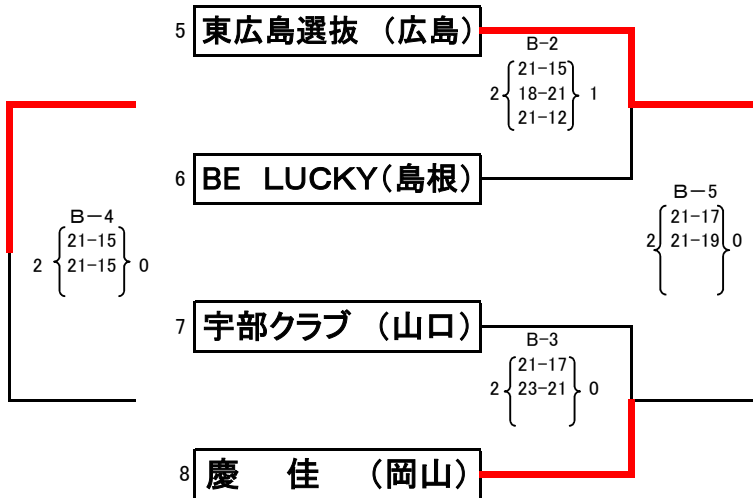 5 東広島選抜 （広島）
B-2
21-15
2 18-21 1
21-12
6 BE LUCKY（島根）
B－4
21-15
2 21-15 0
B－5
21-17
2 21-19 0
7 宇部クラブ （山口）
B-3
21-17
2 23-21 0
8 慶 佳 （岡山）